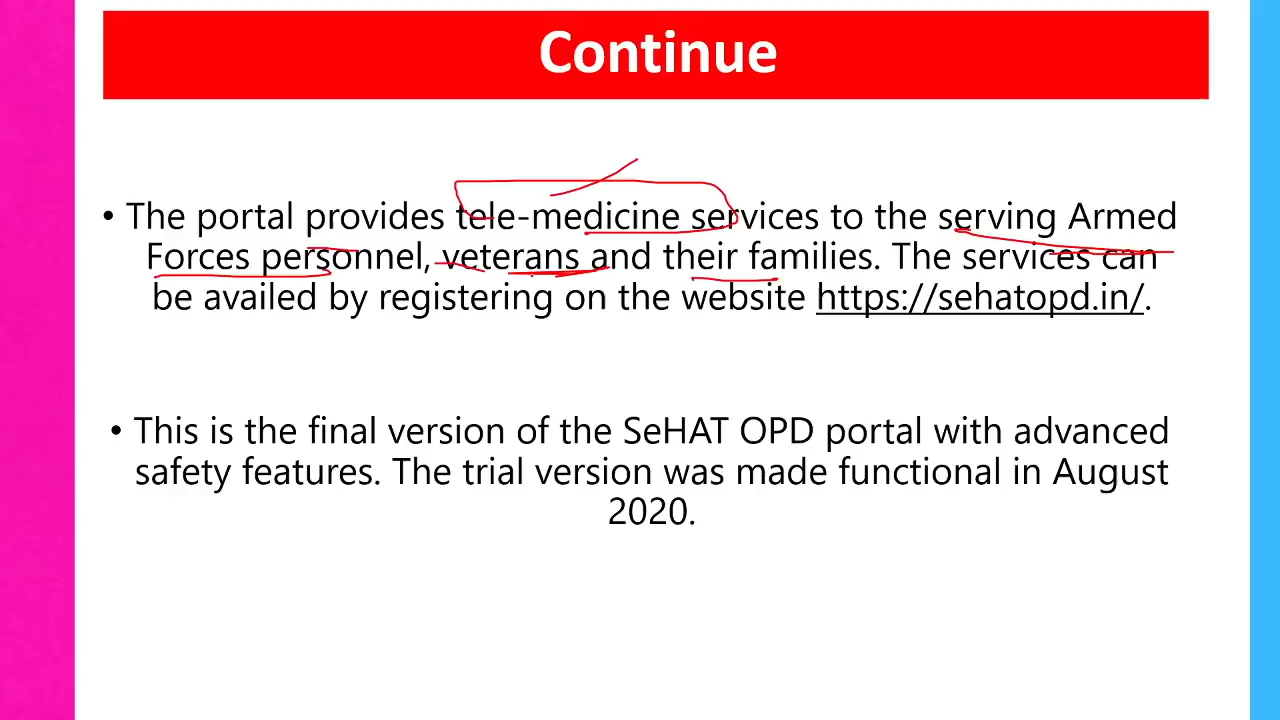 Continue
• The portal provides tele-medicine services to the serving Armed
Forces personnel, veterans and their families. The services can
be availed by registering on the website https://sehatopd.in/.
• This is the final version of the SeHAT OPD portal with advanced
safety features. The trial version was made functional in August
2020.